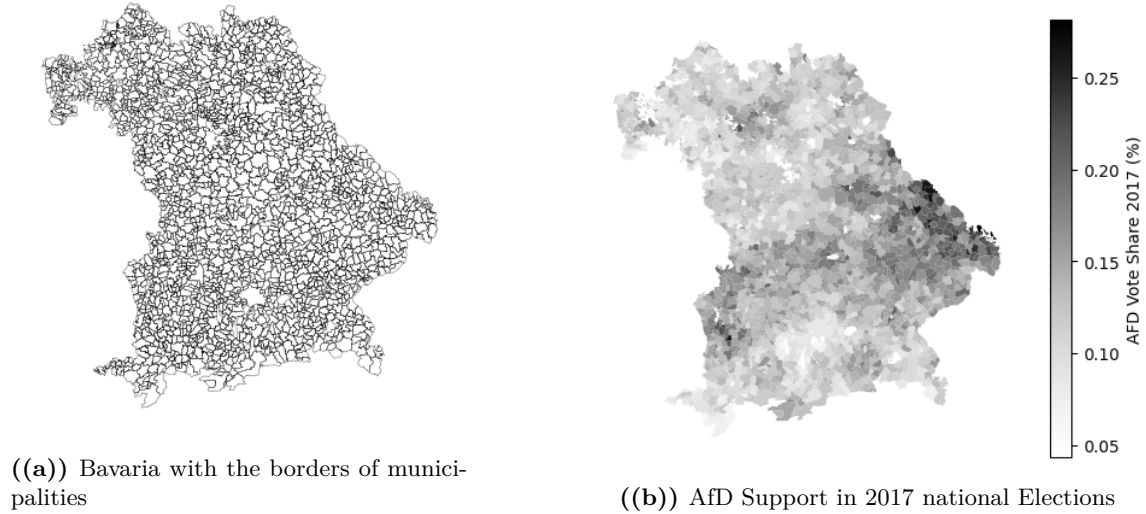 0.25
0.20
0.15
0.10
0.05
AFD Vote Share 2017 (%)
((a)) Bavaria with the borders of munici-
palities
((b)) AfD Support in 2017 national Elections